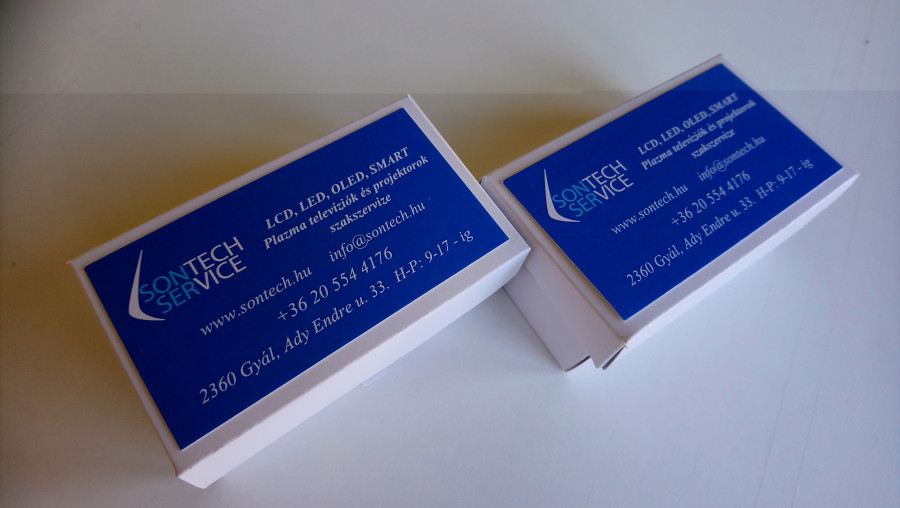 SONTECH
SERVICE
LCD, LED, OLED, SMART
Plazma televíziók és projektorok
szakszervize
www.sontech.hu info@sontech.hu
+36 20 554 4176
2360 Gyál, Ady Endre u. 33. H-P: 9-17 - ig
SONTECH
SERVICE
LCD, LED, OLED, SMART
Plazma televíziók és projektorok
szakszervize
www.sontech.hu info@sontech.hu
+36 20 554 4176
2360 Gyál, Ady Endre u. 33. H-P: 9-17 - ig